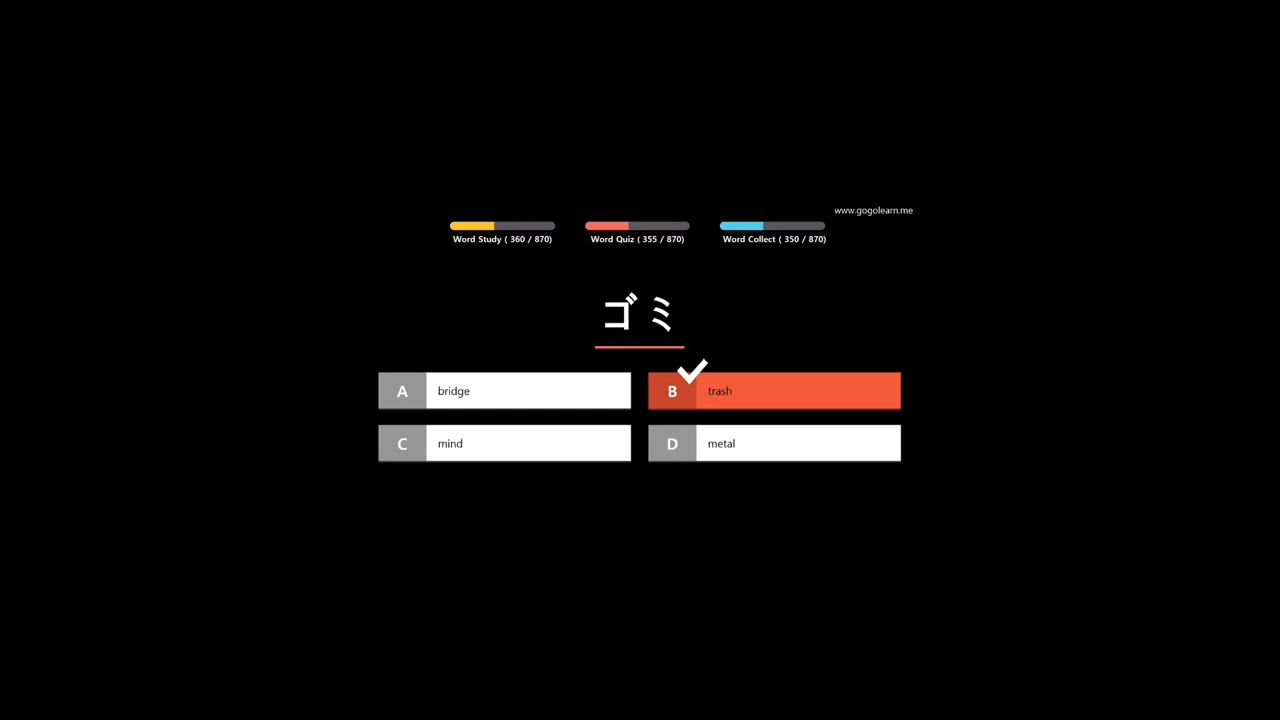 www.gogolearn.me
Word Study ( 360 / 870)
Word Quiz ( 355 / 870)
Word Collect ( 350 / 870)
ゴミ
A bridge
B trash
C mind
D metal